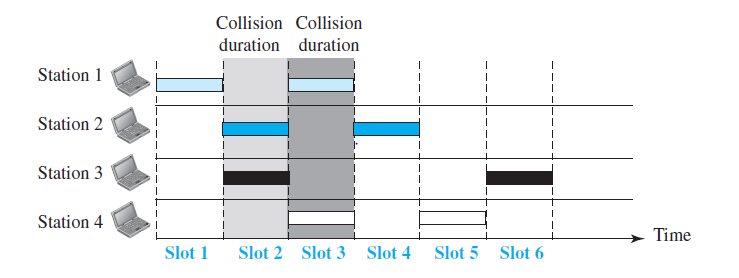 Collision Collision
duration duration
Station 1
Station 2
Station 3
Station 4
Time
Slot 1 Slot 2 Slot 3 Slot 4 Slot 5 Slot 6